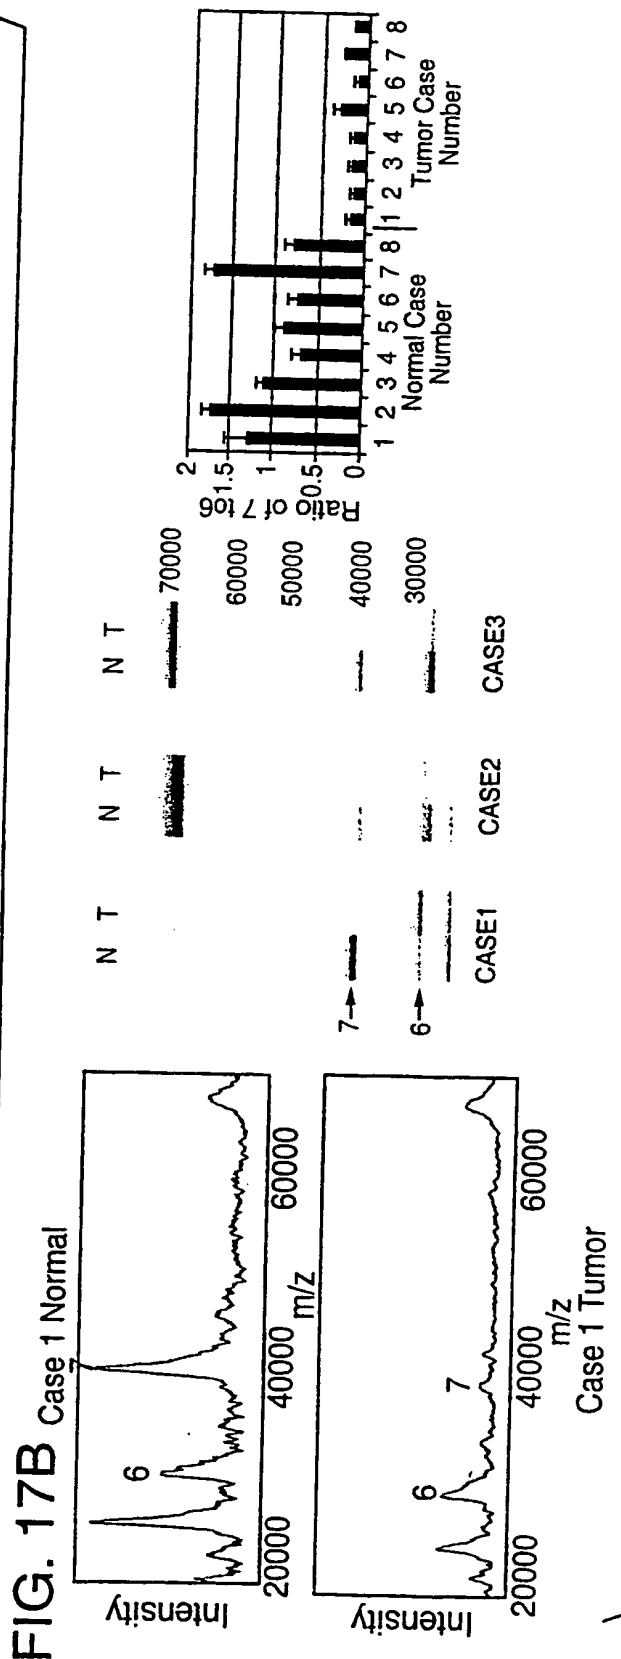 FIG. 17B
Case 1 Normal
Intensity
6
7
20000 40000 60000
m/z
Intensity
6
7
20000 40000 60000
m/z
Case 1 Tumor
N T N T N T
70000
60000
50000
7→ 40000
6→ 30000
CASE1 CASE2 CASE3
Ratio of 7 to6
2
1.5
1
0.5
0
1 2 3 4 5 6 7 8 1 2 3 4 5 6 7 8
Normal Case
Number
Tumor Case
Number